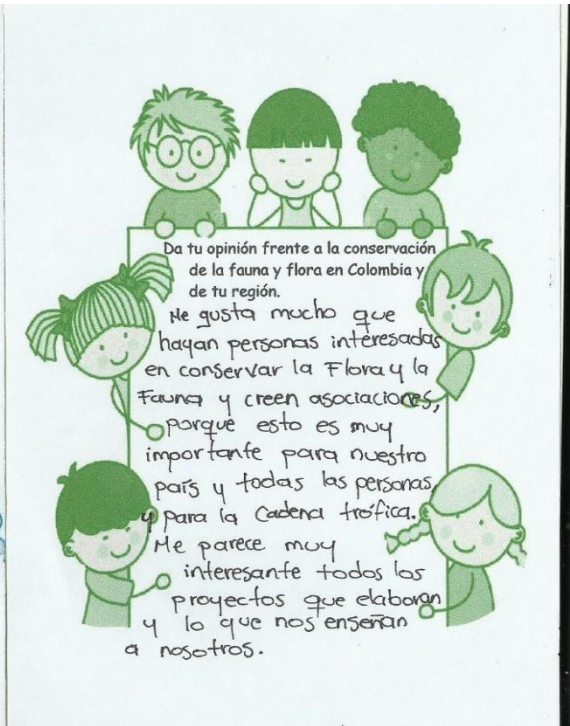 Da tu opinión frente a la conservación
de la fauna y flora en Colombia y
de tu región.
Me gusta mucho que
hayan personas interesadas
en conservar la Flora y la
Fauna y creen asociaciones,
porque esto es muy
importante para nuestro
país y todas las personas
y para la Cadena trófica.
Me parece muy
interesante todos los
proyectos que elaboran
y lo que nos enseñan
a nosotros.